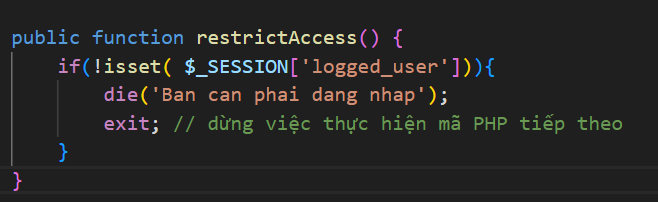 public function restrictAccess() {
if(!isset( $_SESSION['logged_user'])){
die('Ban can phai dang nhap');
exit; // dừng việc thực hiện mã PHP tiếp theo
}
}